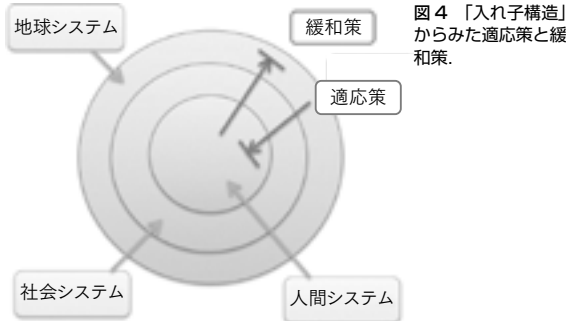 地球システム
緩和策
適応策
社会システム
人間システム
図4 「入れ子構造」
からみた適応策と緩
和策.